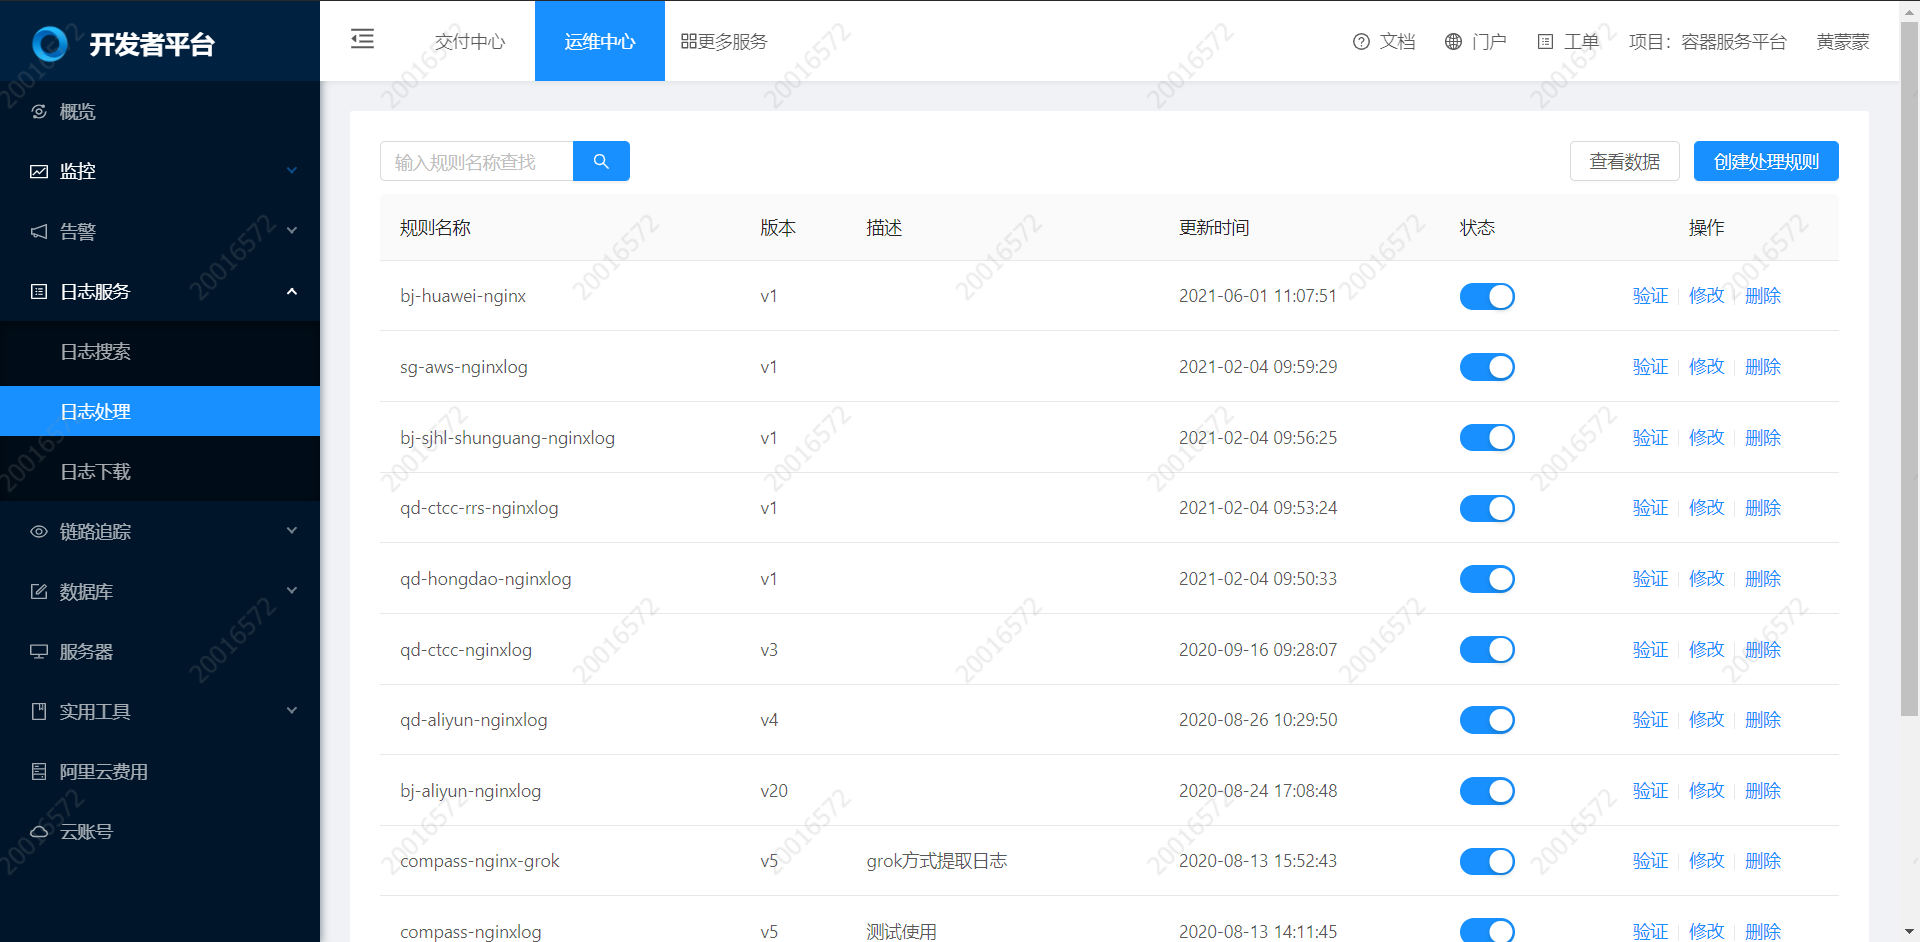 开发者平台
交付中心
运维中心
更多服务
文档
门户
工单
项目：容器服务平台
黄蒙蒙
概览
监控
告警
日志服务
日志搜索
日志处理
日志下载
链路追踪
数据库
服务器
实用工具
阿里云费用
云账号
输入规则名称查找
查看数据
创建处理规则
规则名称 版本 描述 更新时间 状态 操作
bj-huawei-nginx v1 2021-06-01 11:07:51 验证 修改 删除
sg-aws-nginxlog v1 2021-02-04 09:59:29 验证 修改 删除
bj-sjhl-shunguang-nginxlog v1 2021-02-04 09:56:25 验证 修改 删除
qd-ctcc-rrs-nginxlog v1 2021-02-04 09:53:24 验证 修改 删除
qd-hongdao-nginxlog v1 2021-02-04 09:50:33 验证 修改 删除
qd-ctcc-nginxlog v3 2020-09-16 09:28:07 验证 修改 删除
qd-aliyun-nginxlog v4 2020-08-26 10:29:50 验证 修改 删除
bj-aliyun-nginxlog v20 2020-08-24 17:08:48 验证 修改 删除
compass-nginx-grok v5 grok方式提取日志 2020-08-13 15:52:43 验证 修改 删除
compass-nginxlog v5 测试使用 2020-08-13 14:11:45 验证 修改 删除
20016572